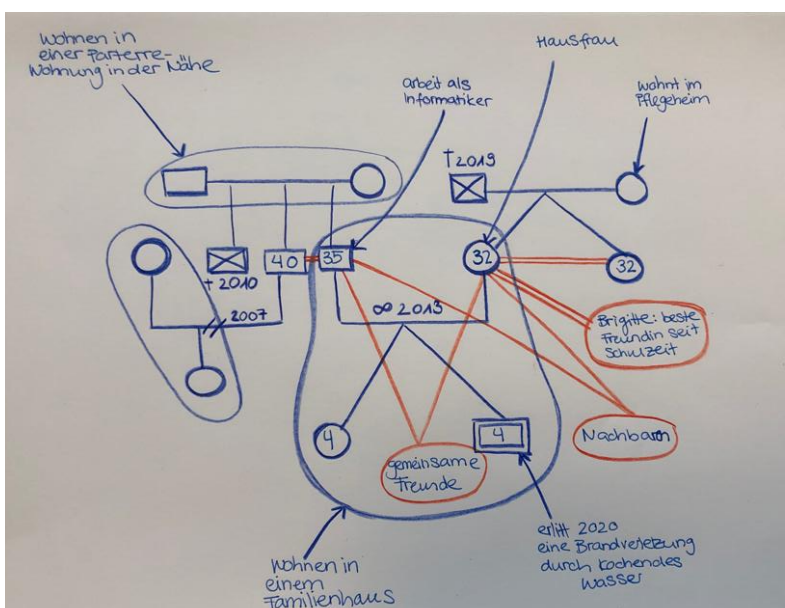 Wohnen in
einer Parterre-
Wohnung in der Nähe
Hausfrau
arbeit als
Informatiker
wohnt im
Pflegeheim
†2019
40
35
32
32
†2010
2007
∞ 2013
Brigitte: beste
Freundin seit
Schulzeit
4
4
gemeinsame
Freunde
Nachbarn
Wohnen in
einem
Familienhaus
erlitt 2020
eine Brandverletzung
durch kochendes
Wasser